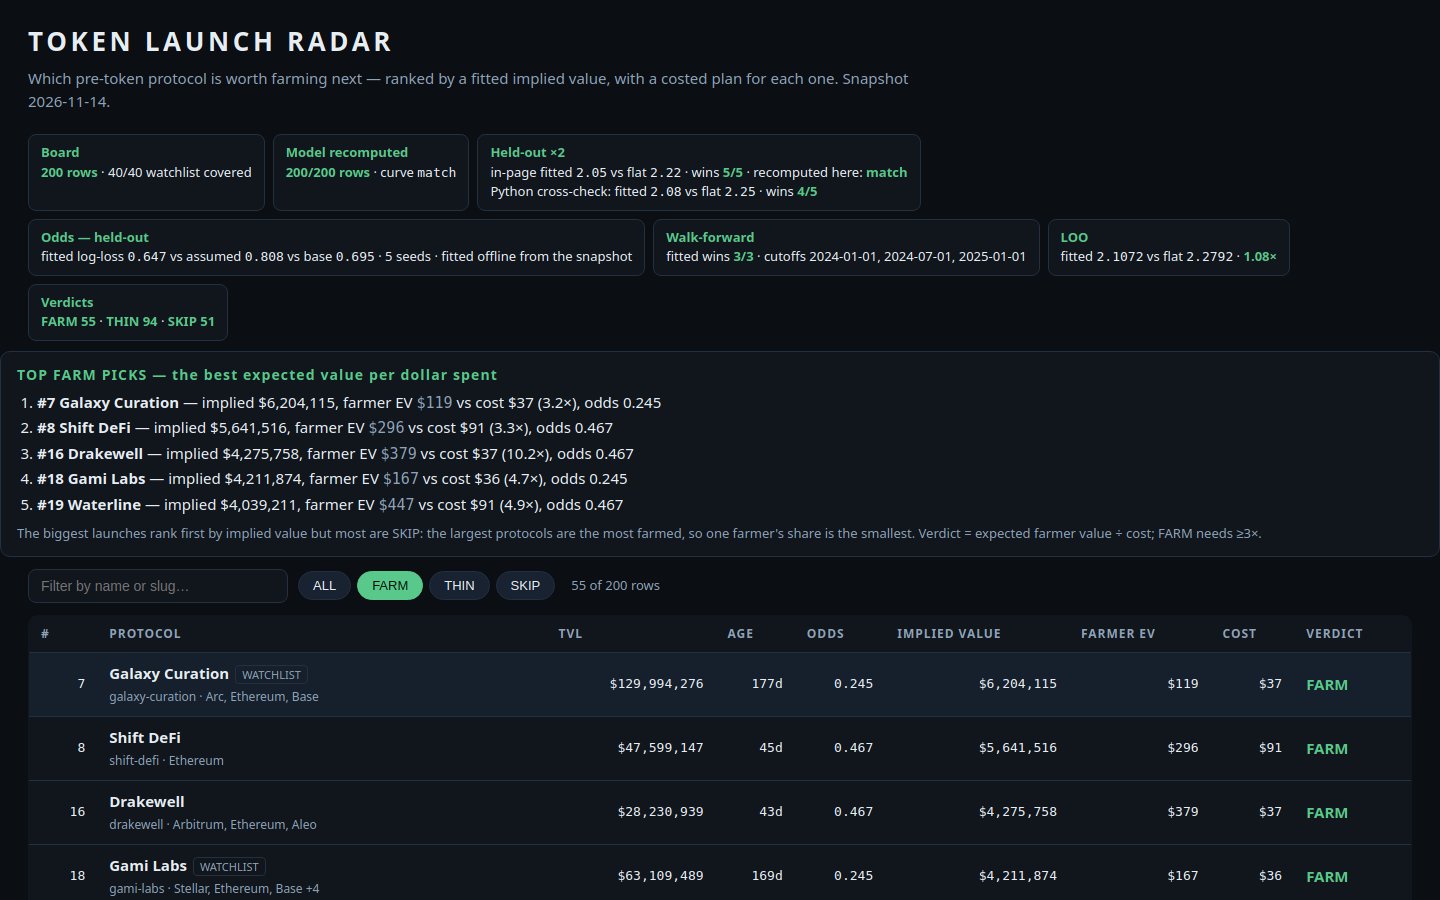 TOKEN LAUNCH RADAR
Which pre-token protocol is worth farming next — ranked by a fitted implied value, with a costed plan for each one. Snapshot
2026-11-14.
Board
200 rows · 40/40 watchlist covered
Model recomputed
200/200 rows · curve match
Held-out ×2
in-page fitted 2.05 vs flat 2.22 · wins 5/5 · recomputed here: match
Python cross-check: fitted 2.08 vs flat 2.25 · wins 4/5
Odds — held-out
fitted log-loss 0.647 vs assumed 0.808 vs base 0.695 · 5 seeds · fitted offline from the snapshot
Walk-forward
fitted wins 3/3 · cutoffs 2024-01-01, 2024-07-01, 2025-01-01
LOO
fitted 2.1072 vs flat 2.2792 · 1.08×
Verdicts
FARM 55 · THIN 94 · SKIP 51
TOP FARM PICKS — the best expected value per dollar spent
1. #7 Galaxy Curation — implied $6,204,115, farmer EV $119 vs cost $37 (3.2×), odds 0.245
2. #8 Shift DeFi — implied $5,641,516, farmer EV $296 vs cost $91 (3.3×), odds 0.467
3. #16 Drakewell — implied $4,275,758, farmer EV $379 vs cost $37 (10.2×), odds 0.467
4. #18 Gami Labs — implied $4,211,874, farmer EV $167 vs cost $36 (4.7×), odds 0.245
5. #19 Waterline — implied $4,039,211, farmer EV $447 vs cost $91 (4.9×), odds 0.467
The biggest launches rank first by implied value but most are SKIP: the largest protocols are the most farmed, so one farmer's share is the smallest. Verdict = expected farmer value ÷ cost; FARM needs ≥3×.
Filter by name or slug… ALL FARM THIN SKIP 55 of 200 rows
# PROTOCOL TVL AGE ODDS IMPLIED VALUE FARMER EV COST VERDICT
7 Galaxy Curation WATCHLIST $129,994,276 177d 0.245 $6,204,115 $119 $37 FARM
galaxy-curation · Arc, Ethereum, Base
8 Shift DeFi $47,599,147 45d 0.467 $5,641,516 $296 $91 FARM
shift-defi · Ethereum
16 Drakewell $28,230,939 43d 0.467 $4,275,758 $379 $37 FARM
drakewell · Arbitrum, Ethereum, Aleo
18 Gami Labs WATCHLIST $63,109,489 169d 0.245 $4,211,874 $167 $36 FARM
gami-labs · Stellar, Ethereum, Base +4